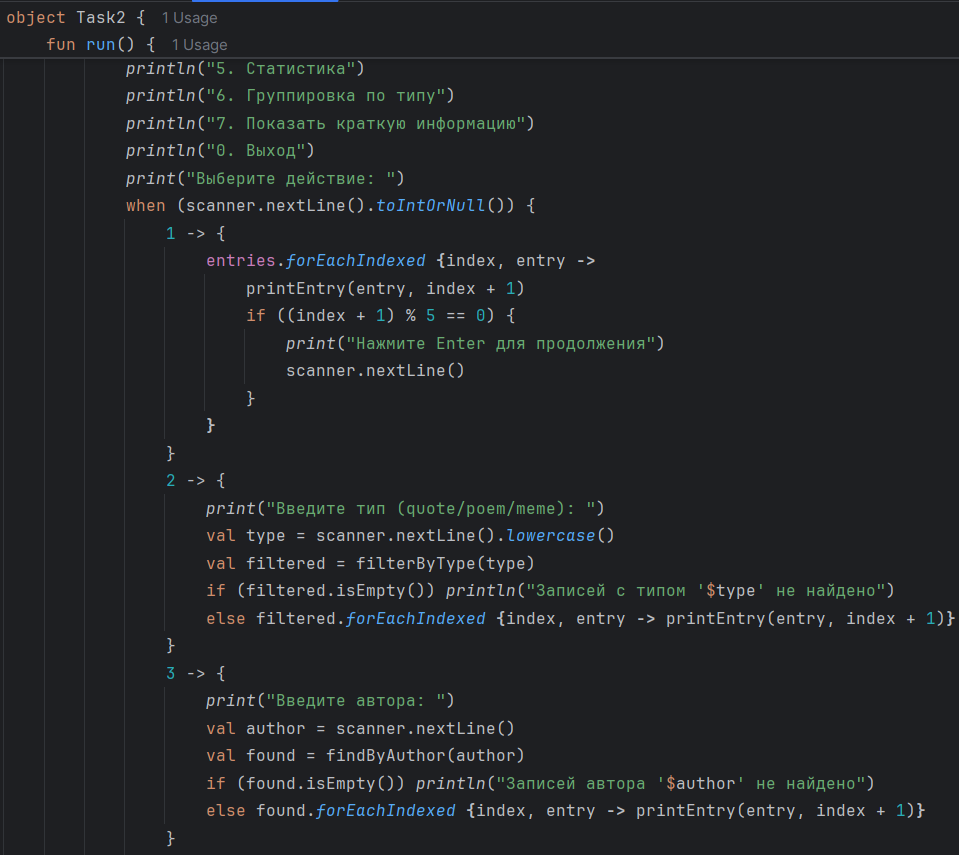 object Task2 {  1 Usage
    fun run() {  1 Usage
            println("5. Статистика")
            println("6. Группировка по типу")
            println("7. Показать краткую информацию")
            println("0. Выход")
            print("Выберите действие: ")
            when (scanner.nextLine().toIntOrNull()) {
                1 -> {
                    entries.forEachIndexed {index, entry ->
                        printEntry(entry, index + 1)
                        if ((index + 1) % 5 == 0) {
                            print("Нажмите Enter для продолжения")
                            scanner.nextLine()
                        }
                    }
                }
                2 -> {
                    print("Введите тип (quote/poem/meme): ")
                    val type = scanner.nextLine().lowercase()
                    val filtered = filterByType(type)
                    if (filtered.isEmpty()) println("Записей с типом '$type' не найдено")
                    else filtered.forEachIndexed {index, entry -> printEntry(entry, index + 1)}
                }
                3 -> {
                    print("Введите автора: ")
                    val author = scanner.nextLine()
                    val found = findByAuthor(author)
                    if (found.isEmpty()) println("Записей автора '$author' не найдено")
                    else found.forEachIndexed {index, entry -> printEntry(entry, index + 1)}
                }